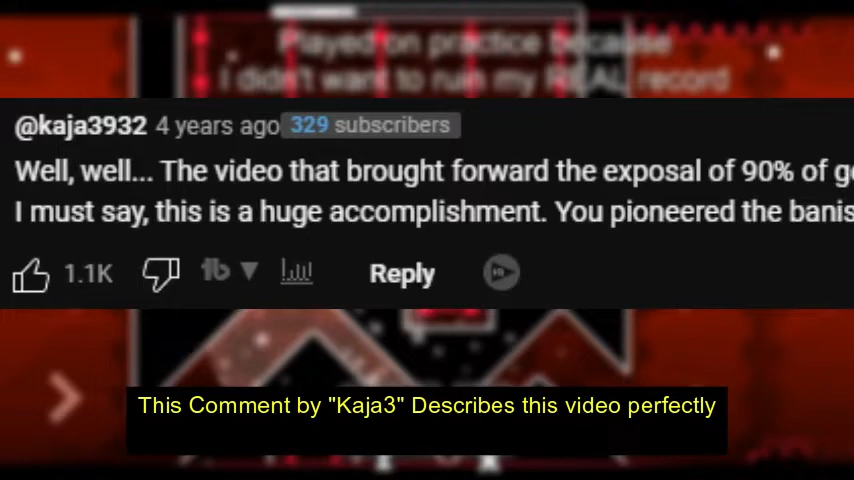 Played on practice because
I didn't want to ruin my REAL record
@kaja3932 4 years ago 329 subscribers
Well, well... The video that brought forward the exposal of 90% of g
I must say, this is a huge accomplishment. You pioneered the banis
1.1K Reply
This Comment by "Kaja3" Describes this video perfectly